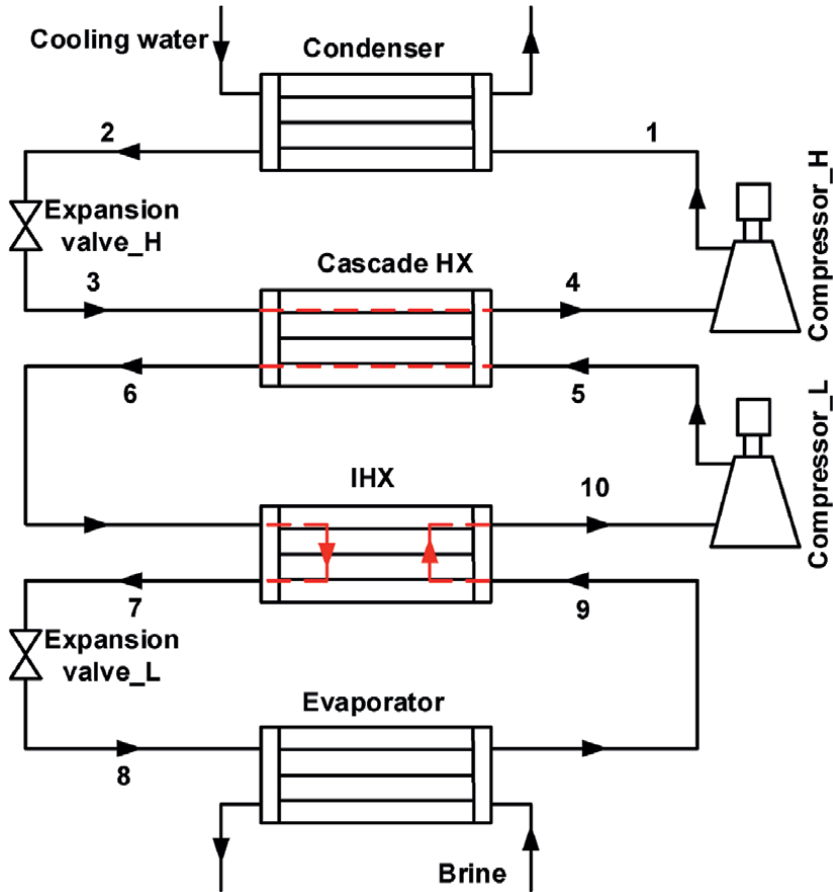 Cooling water
Condenser
2
1
Expansion
valve_H
Compressor_H
3
Cascade HX
4
6
5
Compressor_L
IHX
10
7
9
Expansion
valve_L
Evaporator
8
Brine